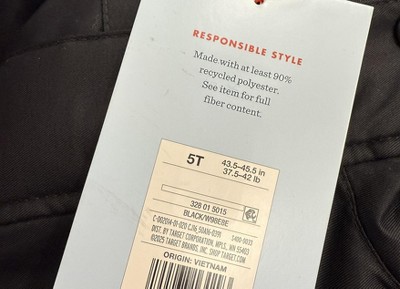 RESPONSIBLE STYLE
Made with at least 90%
recycled polyester.
See item for full
fiber content.
5T
43.5-45.5 in
37.5-42 lb
328 01 5015
BLACK/W98EBE
DIST. BY TARGET CORPORATION, MPLS, MN 55403
©2025 TARGET BRANDS, INC. SHOP TARGET.COM
ORIGIN: VIETNAM